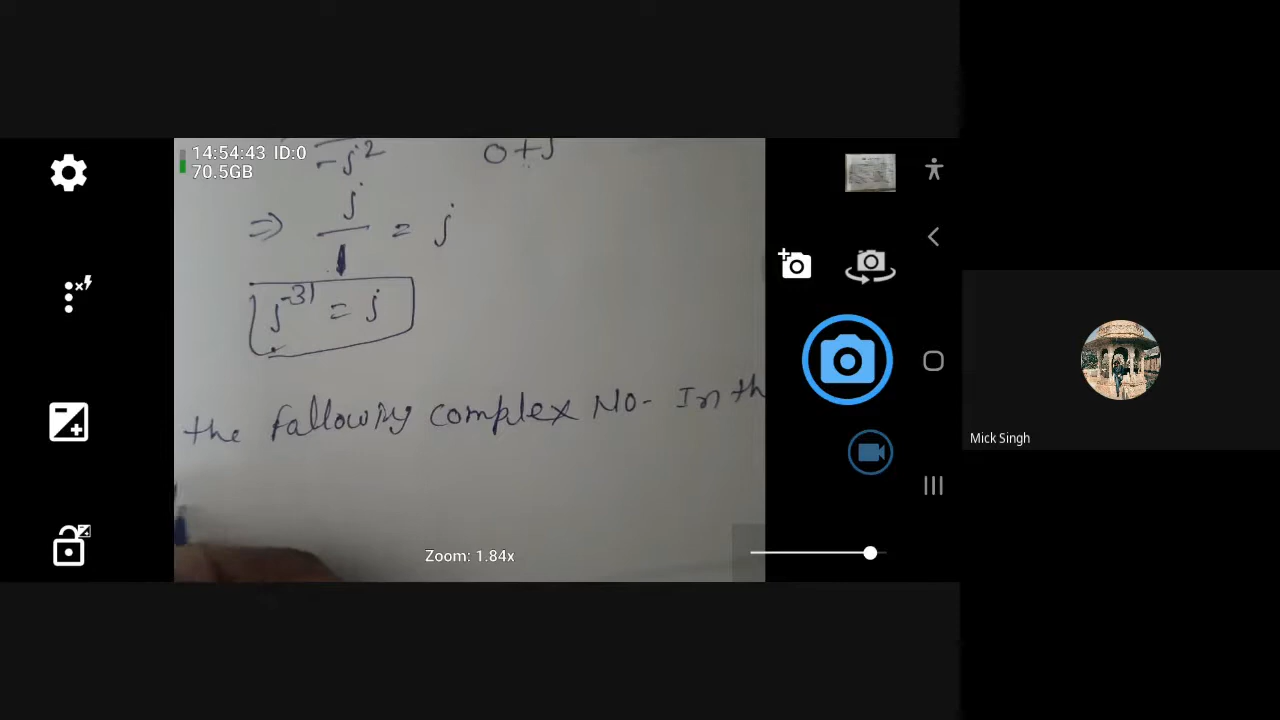 14:54:43 ID:0
70.5GB
-j² 0+j
⇒ j/1 = j
j⁻³¹ = j
the fallowing complex No- In th
Zoom: 1.84x
Mick Singh